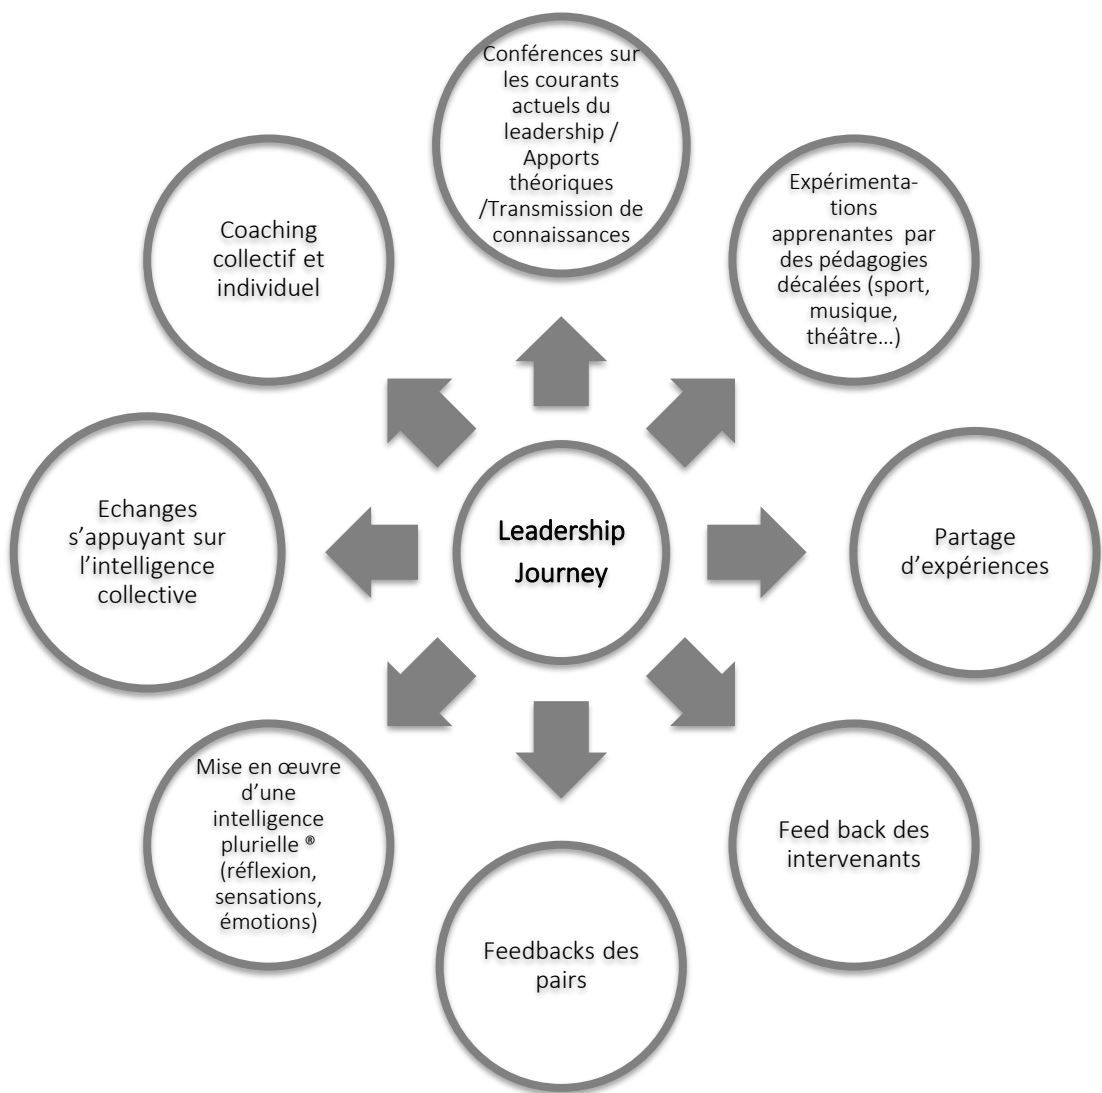 Conférences sur
les courants
actuels du
leadership /
Apports
théoriques
/Transmission de
connaissances
Expérimenta-
tions
apprenantes par
des pédagogies
décalées (sport,
musique,
théâtre…)
Partage
d’expériences
Feed back des
intervenants
Feedbacks des
pairs
Mise en œuvre
d’une
intelligence
plurielle ®
(réflexion,
sensations,
émotions)
Echanges
s’appuyant sur
l’intelligence
collective
Coaching
collectif et
individuel
Leadership
Journey